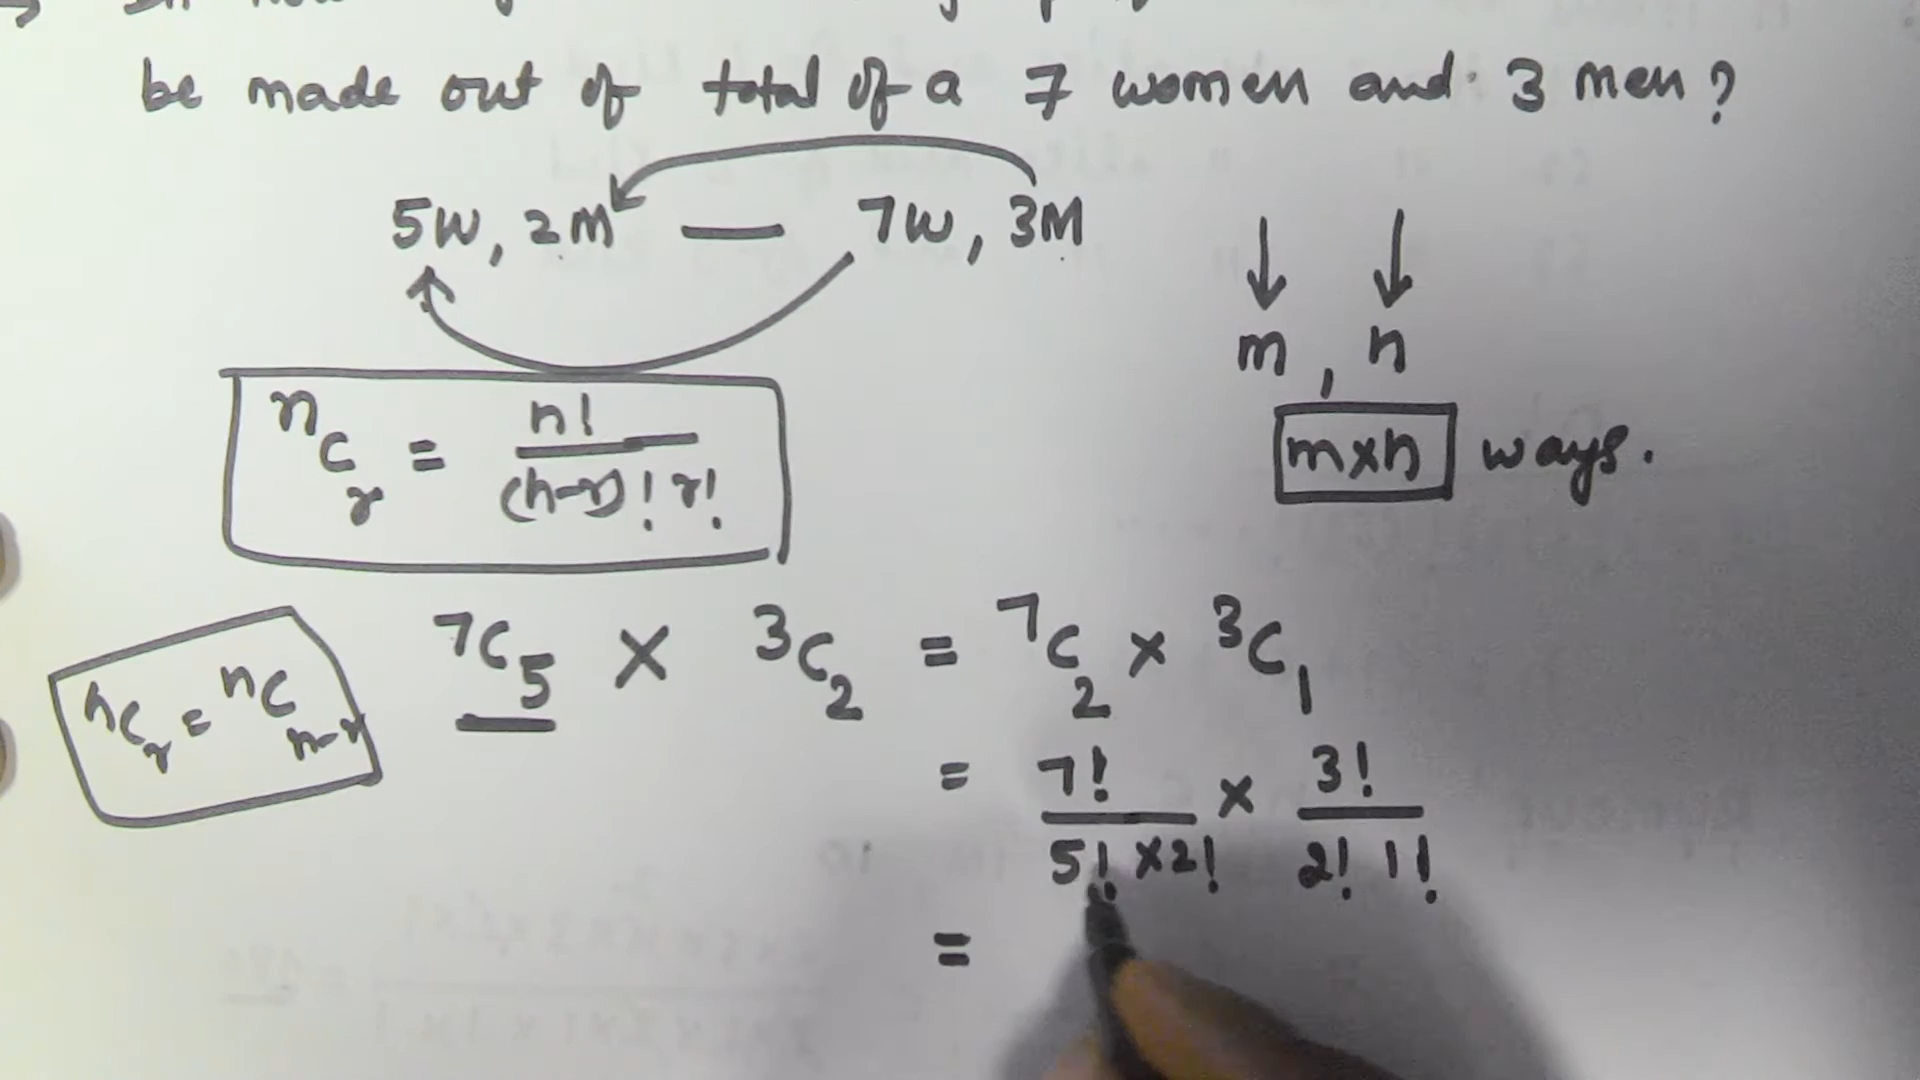 be made out of total of a 7 women and 3 men?
5W, 2M — 7W, 3M
↓ ↓
m, n
m×n ways.
nCr = n! / (n-r)! r!
7C5 × 3C2 = 7C2 × 3C1
nCr = nCn-r
= 7! / 5! ×2! × 3! / 2! 1!
=